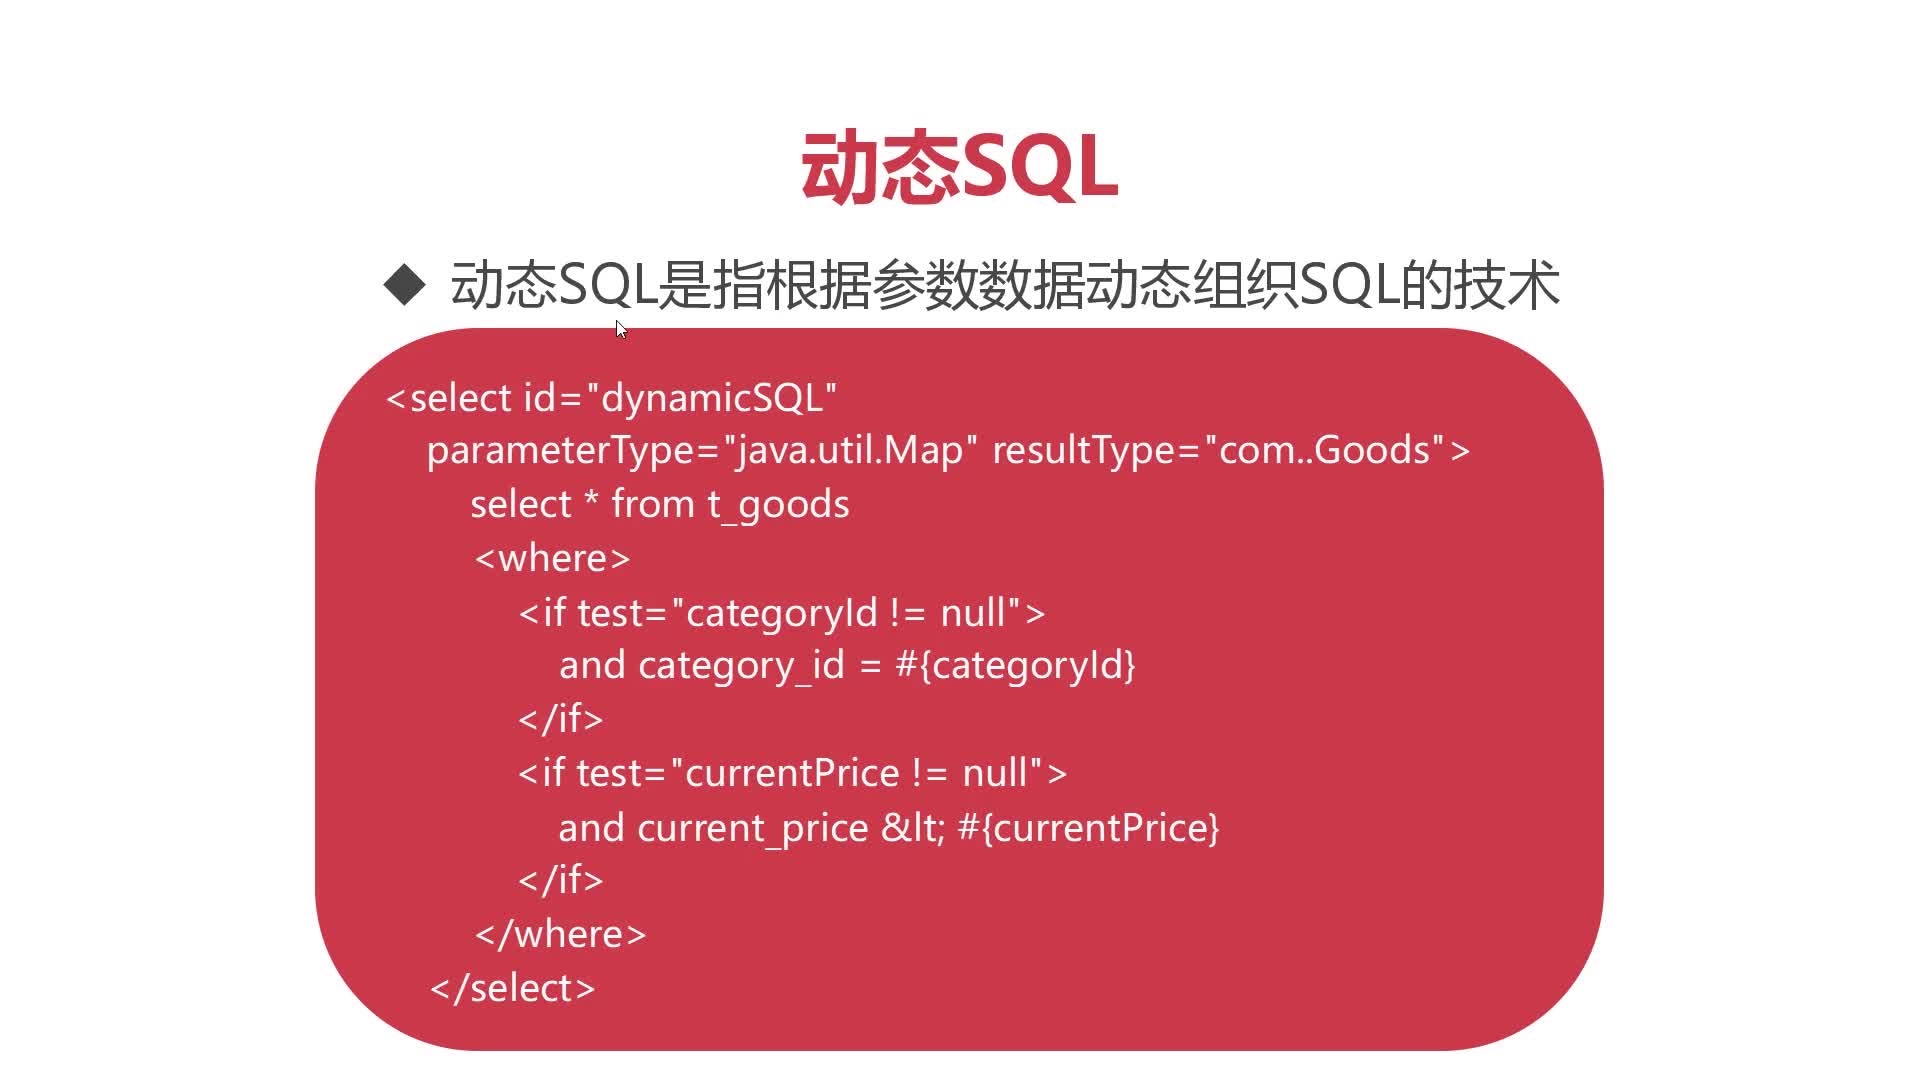 动态SQL
◆ 动态SQL是指根据参数数据动态组织SQL的技术
<select id="dynamicSQL"
parameterType="java.util.Map" resultType="com..Goods">
select * from t_goods
<where>
<if test="categoryId != null">
and category_id = #{categoryId}
</if>
<if test="currentPrice != null">
and current_price &lt; #{currentPrice}
</if>
</where>
</select>